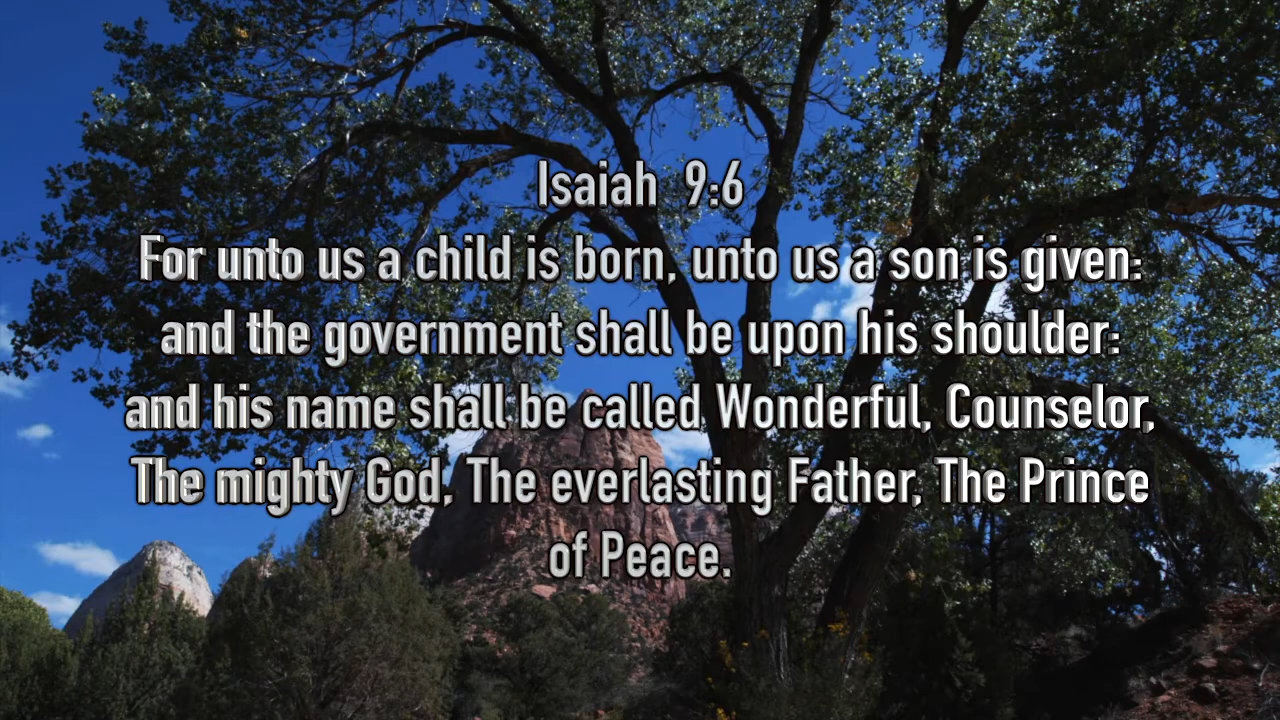 Isaiah 9:6
For unto us a child is born, unto us a son is given:
and the government shall be upon his shoulder:
and his name shall be called Wonderful, Counselor,
The mighty God, The everlasting Father, The Prince
of Peace.